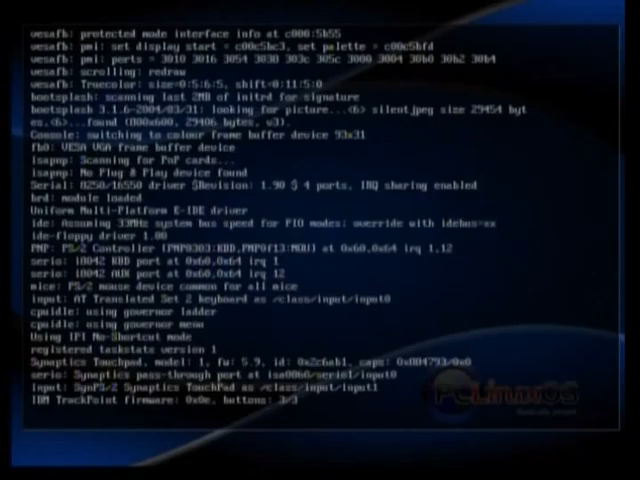 vesafb: protected mode interface info at c000:5b55
vesafb: pmi: set display start = c00c5bc3, set palette = c00c5bfd
vesafb: pmi: ports = 3010 3016 3054 3038 303c 305c 3000 3004 30b0 30b2 30b4
vesafb: scrolling: redraw
vesafb: Truecolor: size=0:5:6:5, shift=0:11:5:0
bootsplash: scanning last 2MB of initrd for signature
bootsplash 3.1.6-2004/03/31: looking for picture...<6> silentjpeg size 29454 byt
es,<6>...found (800x600, 29406 bytes, v3).
Console: switching to colour frame buffer device 93x31
fb0: VESA VGA frame buffer device
isapnp: Scanning for PnP cards...
isapnp: No Plug & Play device found
Serial: 8250/16550 driver $Revision: 1.90 $ 4 ports, IRQ sharing enabled
brd: module loaded
Uniform Multi-Platform E-IDE driver
ide: Assuming 33MHz system bus speed for PIO modes; override with idebus=xx
ide-floppy driver 1.00
PNP: PS/2 Controller [PNP0303:KBD,PNP0f13:MOU] at 0x60,0x64 irq 1,12
serio: i8042 KBD port at 0x60,0x64 irq 1
serio: i8042 AUX port at 0x60,0x64 irq 12
mice: PS/2 mouse device common for all mice
input: AT Translated Set 2 keyboard as /class/input/input0
cpuidle: using governor ladder
cpuidle: using governor menu
Using IPI No-Shortcut mode
registered taskstats version 1
Synaptics Touchpad, model: 1, fw: 5.9, id: 0x2c6ab1, caps: 0x884793/0x0
serio: Synaptics pass-through port at isa0060/serio1/input0
input: SynPS/2 Synaptics TouchPad as /class/input/input1
IBM TrackPoint firmware: 0x0e, buttons: 3/3
PCLinuxOS